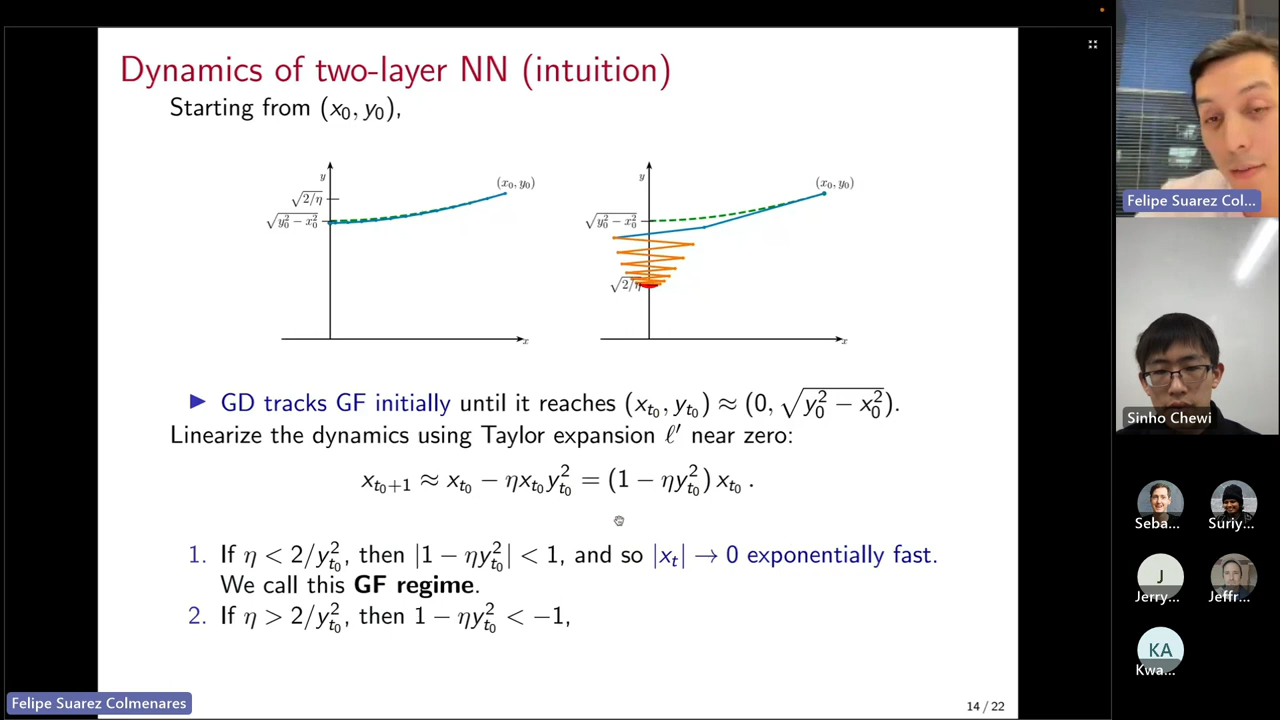 Dynamics of two-layer NN (intuition)
Starting from (x₀, y₀),
y
√2/η
√y₀² − x₀²
(x₀, y₀)
x
y
√y₀² − x₀²
√2/η
(x₀, y₀)
x
▶ GD tracks GF initially until it reaches (x_{t₀}, y_{t₀}) ≈ (0, √(y₀² − x₀²)).
Linearize the dynamics using Taylor expansion ℓ′ near zero:
x_{t₀+1} ≈ x_{t₀} − ηx_{t₀}y²_{t₀} = (1 − ηy²_{t₀}) x_{t₀} .
1. If η < 2/y²_{t₀}, then |1 − ηy²_{t₀}| < 1, and so |x_t| → 0 exponentially fast.
We call this GF regime.
2. If η > 2/y²_{t₀}, then 1 − ηy²_{t₀} < −1,
14 / 22
Felipe Suarez Colmenares
Felipe Suarez Col...
Sinho Chewi
Seba...
Suriy...
J
Jerry...
Jeffr...
KA
Kwa...